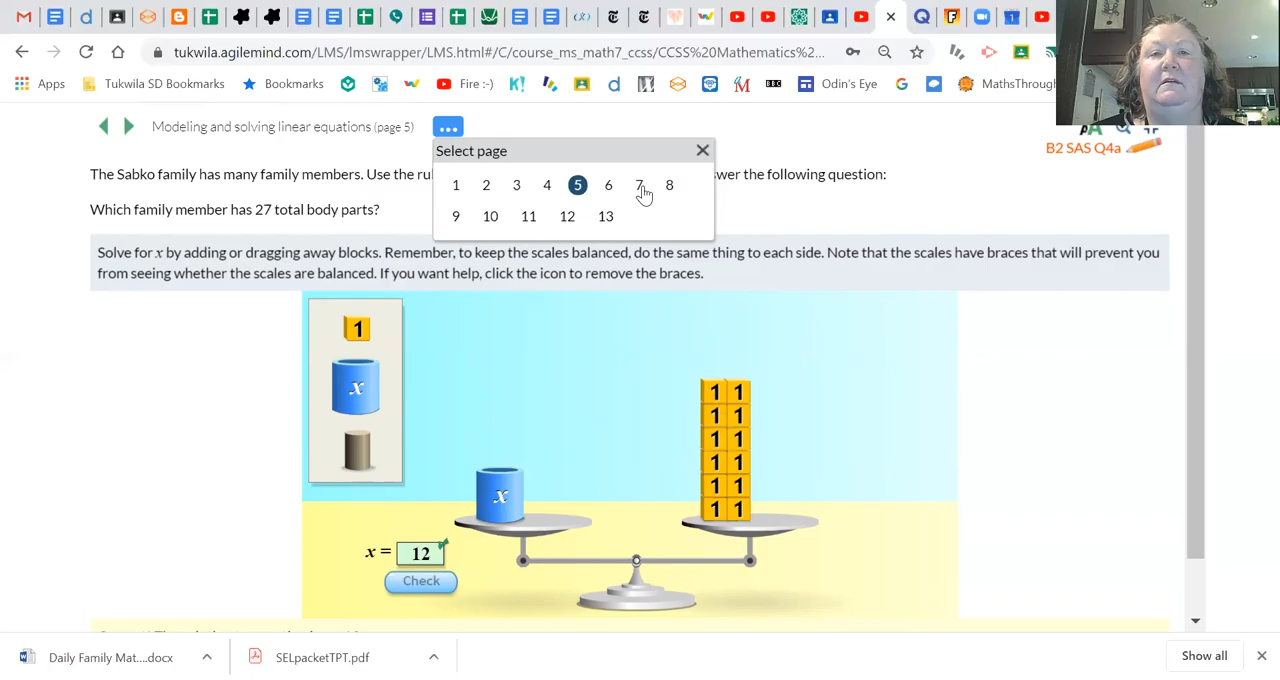 tukwila.agilemind.com/LMS/lmswrapper/LMS.html#/C/course_ms_math7_ccss/CCSS%20Mathematics%2...
Apps
Tukwila SD Bookmarks
Bookmarks
Fire :-)
K!
BBC
Odin's Eye
MathsThroug
Modeling and solving linear equations (page 5)
...
Select page
B2 SAS Q4a
1 2 3 4 5 6 7 8
9 10 11 12 13
The Sabko family has many family members. Use the ru
wer the following question:
Which family member has 27 total body parts?
Solve for x by adding or dragging away blocks. Remember, to keep the scales balanced, do the same thing to each side. Note that the scales have braces that will prevent you
from seeing whether the scales are balanced. If you want help, click the icon to remove the braces.
1
x
1 1
1 1
1 1
1 1
1 1
1 1
x
x = 12
Check
Daily Family Mat....docx
SELpacketTPT.pdf
Show all